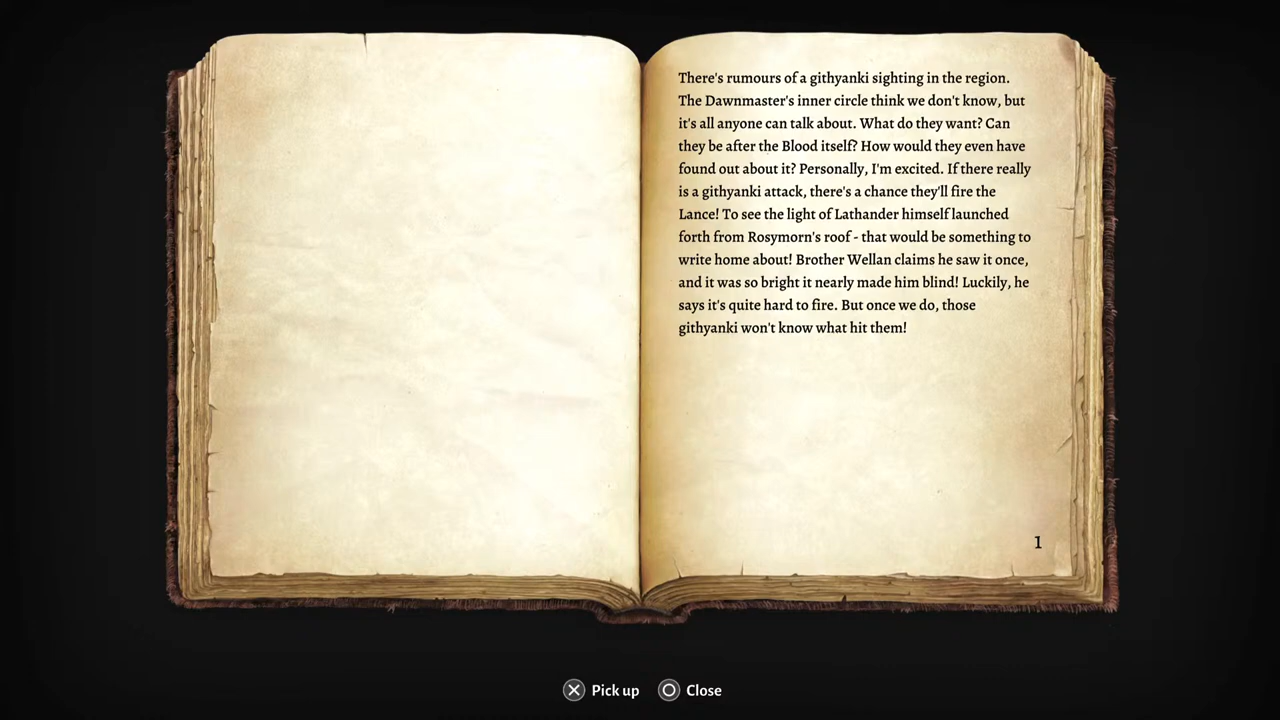 There's rumours of a githyanki sighting in the region.
The Dawnmaster's inner circle think we don't know, but
it's all anyone can talk about. What do they want? Can
they be after the Blood itself? How would they even have
found out about it? Personally, I'm excited. If there really
is a githyanki attack, there's a chance they'll fire the
Lance! To see the light of Lathander himself launched
forth from Rosymorn's roof - that would be something to
write home about! Brother Wellan claims he saw it once,
and it was so bright it nearly made him blind! Luckily, he
says it's quite hard to fire. But once we do, those
githyanki won't know what hit them!
1
Pick up Close